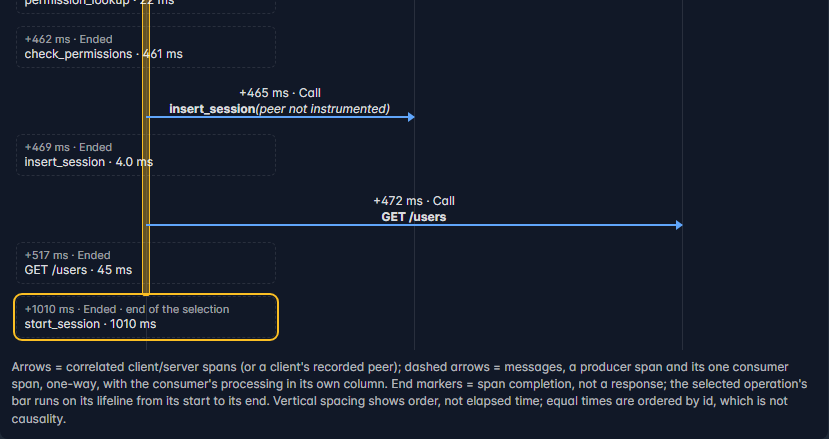 permission_lookup · 22 ms
+462 ms · Ended
check_permissions · 461 ms
+465 ms · Call
insert_session(peer not instrumented)
+469 ms · Ended
insert_session · 4.0 ms
+472 ms · Call
GET /users
+517 ms · Ended
GET /users · 45 ms
+1010 ms · Ended · end of the selection
start_session · 1010 ms
Arrows = correlated client/server spans (or a client's recorded peer); dashed arrows = messages, a producer span and its one consumer
span, one-way, with the consumer's processing in its own column. End markers = span completion, not a response; the selected operation's
bar runs on its lifeline from its start to its end. Vertical spacing shows order, not elapsed time; equal times are ordered by id, which is not
causality.